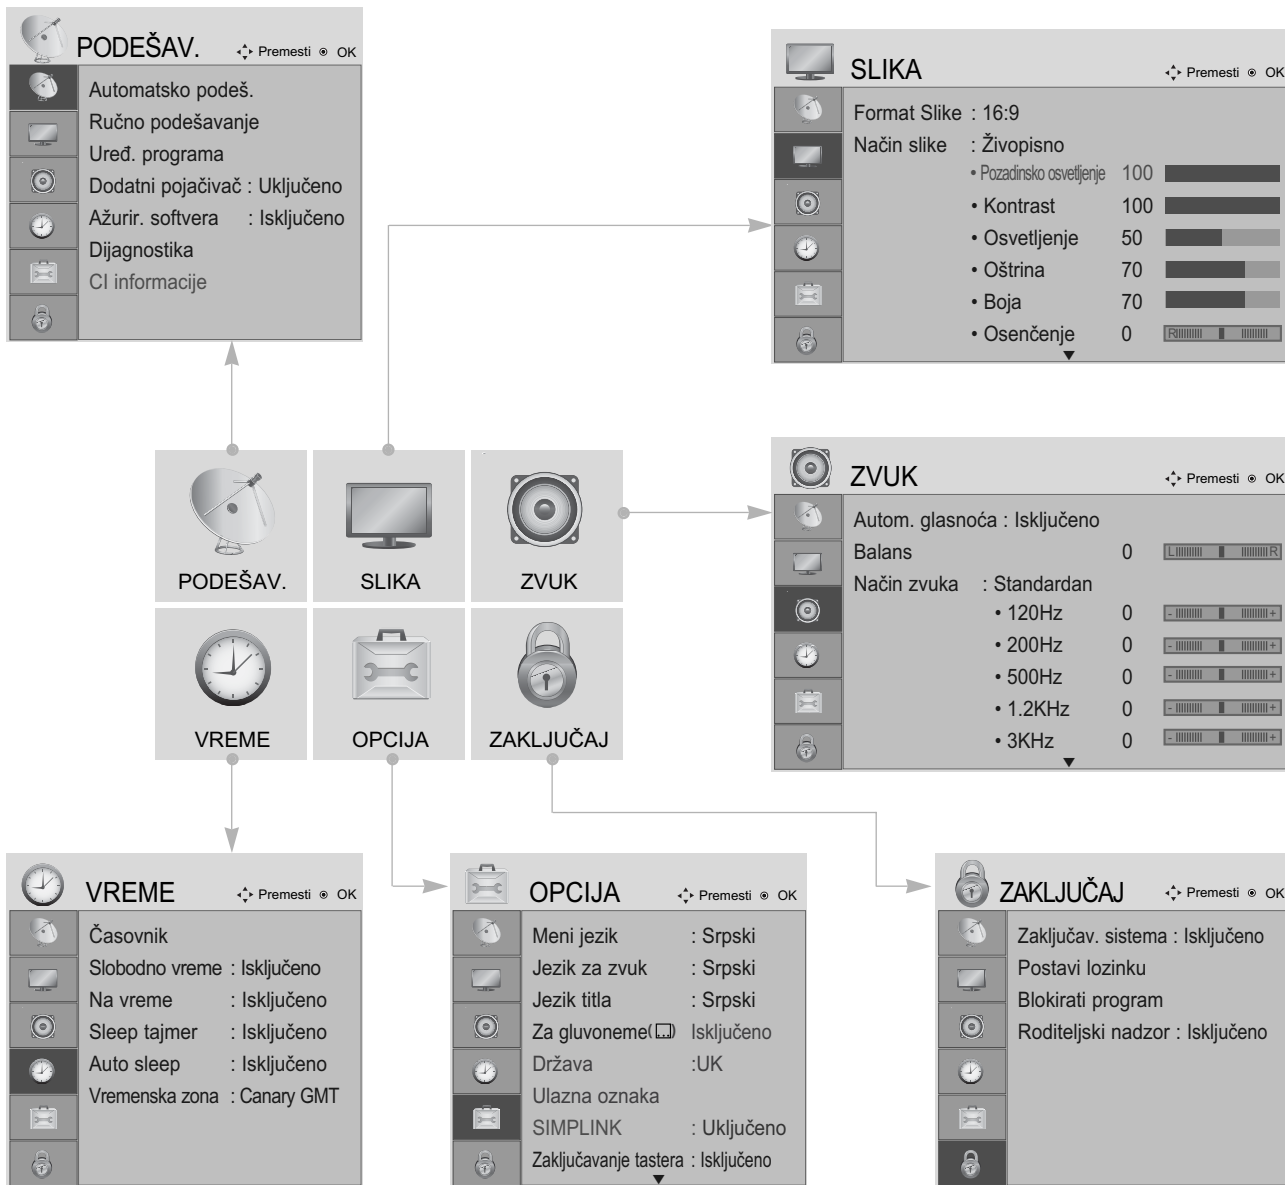 PODEŠAV.
Premesti OK
Automatsko podeš.
Ručno podešavanje
Uređ. programa
Dodatni pojačivač : Uključeno
Ažurir. softvera : Isključeno
Dijagnostika
CI informacije
SLIKA
Premesti OK
Format Slike : 16:9
Način slike : Živopisno
• Pozadinsko osvetljenje 100
• Kontrast 100
• Osvetljenje 50
• Oštrina 70
• Boja 70
• Osenčenje 0 R
PODEŠAV.
SLIKA
ZVUK
VREME
OPCIJA
ZAKLJUČAJ
ZVUK
Premesti OK
Autom. glasnoća : Isključeno
Balans 0 L R
Način zvuka : Standardan
• 120Hz 0 - +
• 200Hz 0 - +
• 500Hz 0 - +
• 1.2KHz 0 - +
• 3KHz 0 - +
VREME
Premesti OK
Časovnik
Slobodno vreme : Isključeno
Na vreme : Isključeno
Sleep tajmer : Isključeno
Auto sleep : Isključeno
Vremenska zona : Canary GMT
OPCIJA
Premesti OK
Meni jezik : Srpski
Jezik za zvuk : Srpski
Jezik titla : Srpski
Za gluvoneme( ) Isključeno
Država :UK
Ulazna oznaka
SIMPLINK : Uključeno
Zaključavanje tastera : Isključeno
ZAKLJUČAJ
Premesti OK
Zaključav. sistema : Isključeno
Postavi lozinku
Blokirati program
Roditeljski nadzor : Isključeno